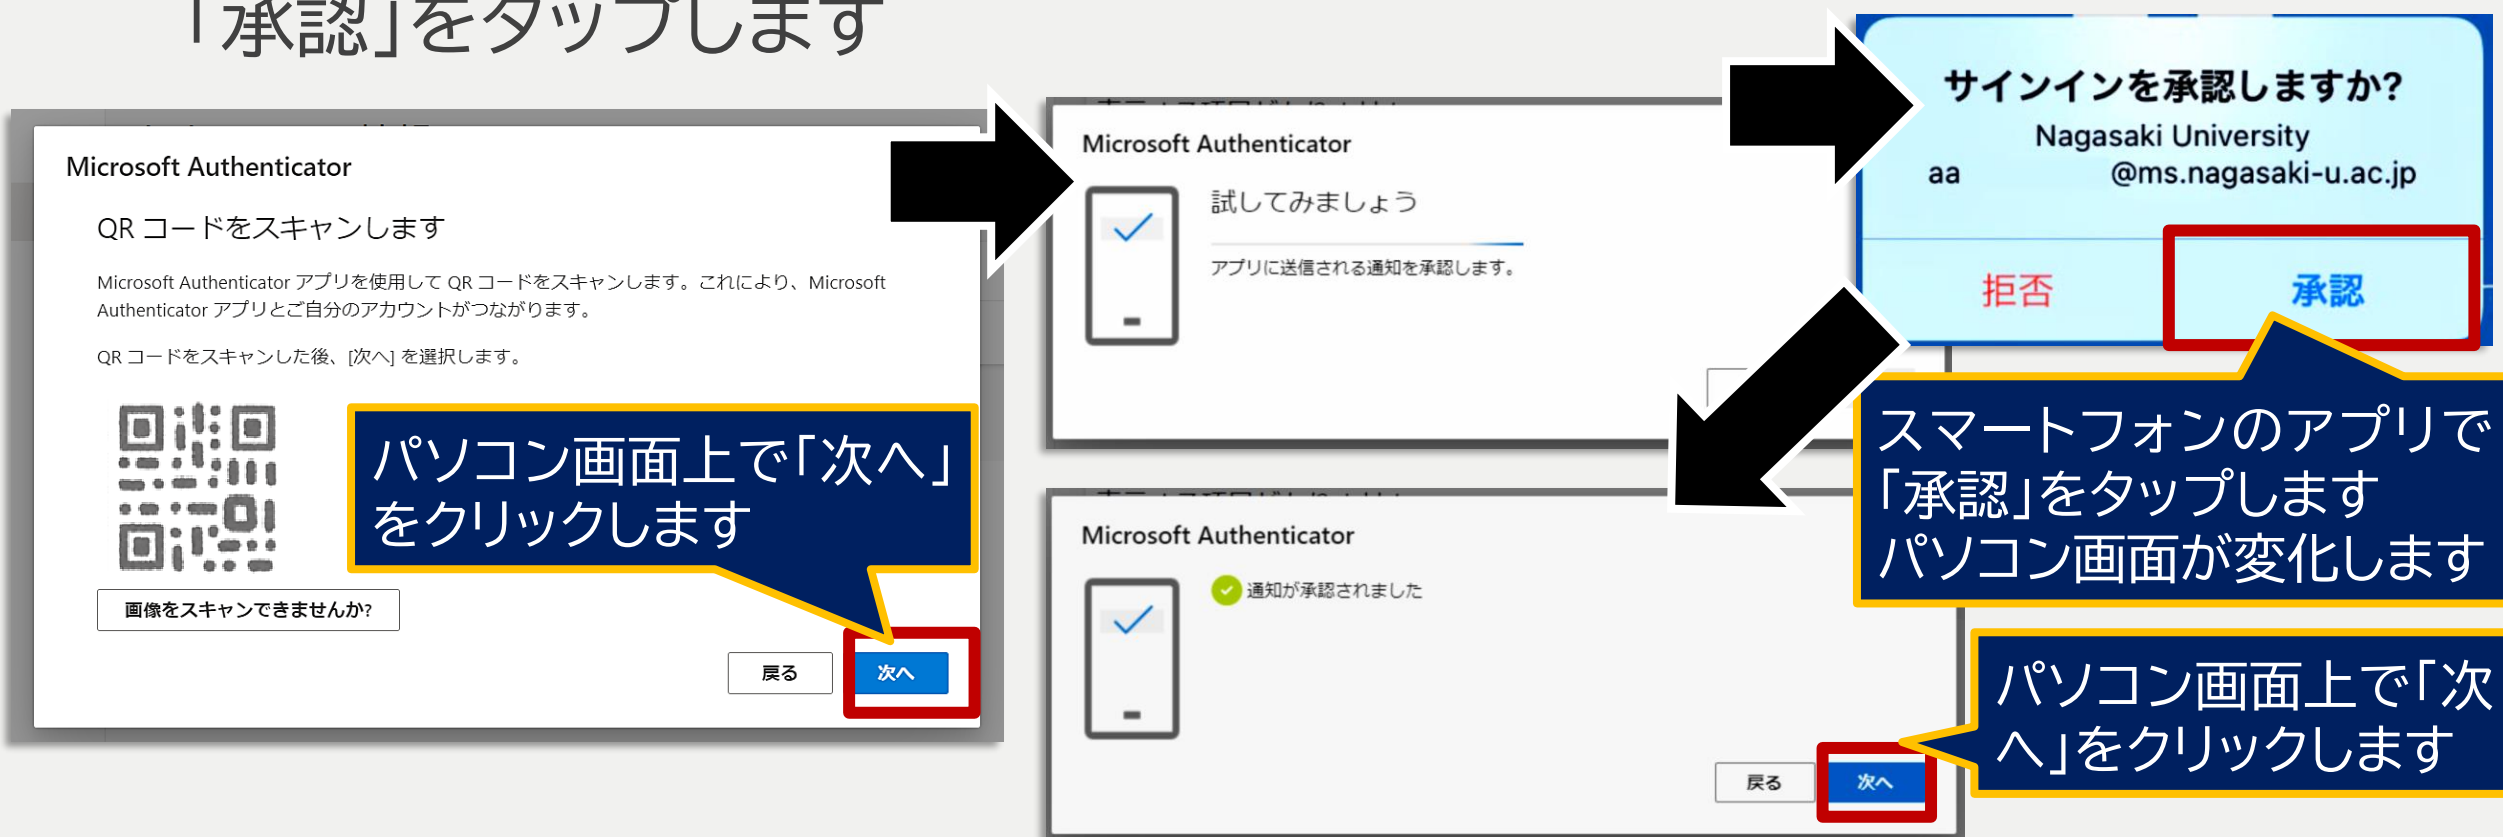 「承認」をタップします
Microsoft Authenticator
QR コードをスキャンします
Microsoft Authenticator アプリを使用して QR コードをスキャンします。これにより、Microsoft
Authenticator アプリとご自分のアカウントがつながります。
QR コードをスキャンした後、[次へ] を選択します。
パソコン画面上で「次へ」
をクリックします
画像をスキャンできませんか?
戻る
次へ
Microsoft Authenticator
試してみましょう
アプリに送信される通知を承認します。
サインインを承認しますか?
Nagasaki University
aa @ms.nagasaki-u.ac.jp
拒否
承認
スマートフォンのアプリで
「承認」をタップします
パソコン画面が変化します
Microsoft Authenticator
通知が承認されました
戻る
次へ
パソコン画面上で「次
へ」をクリックします